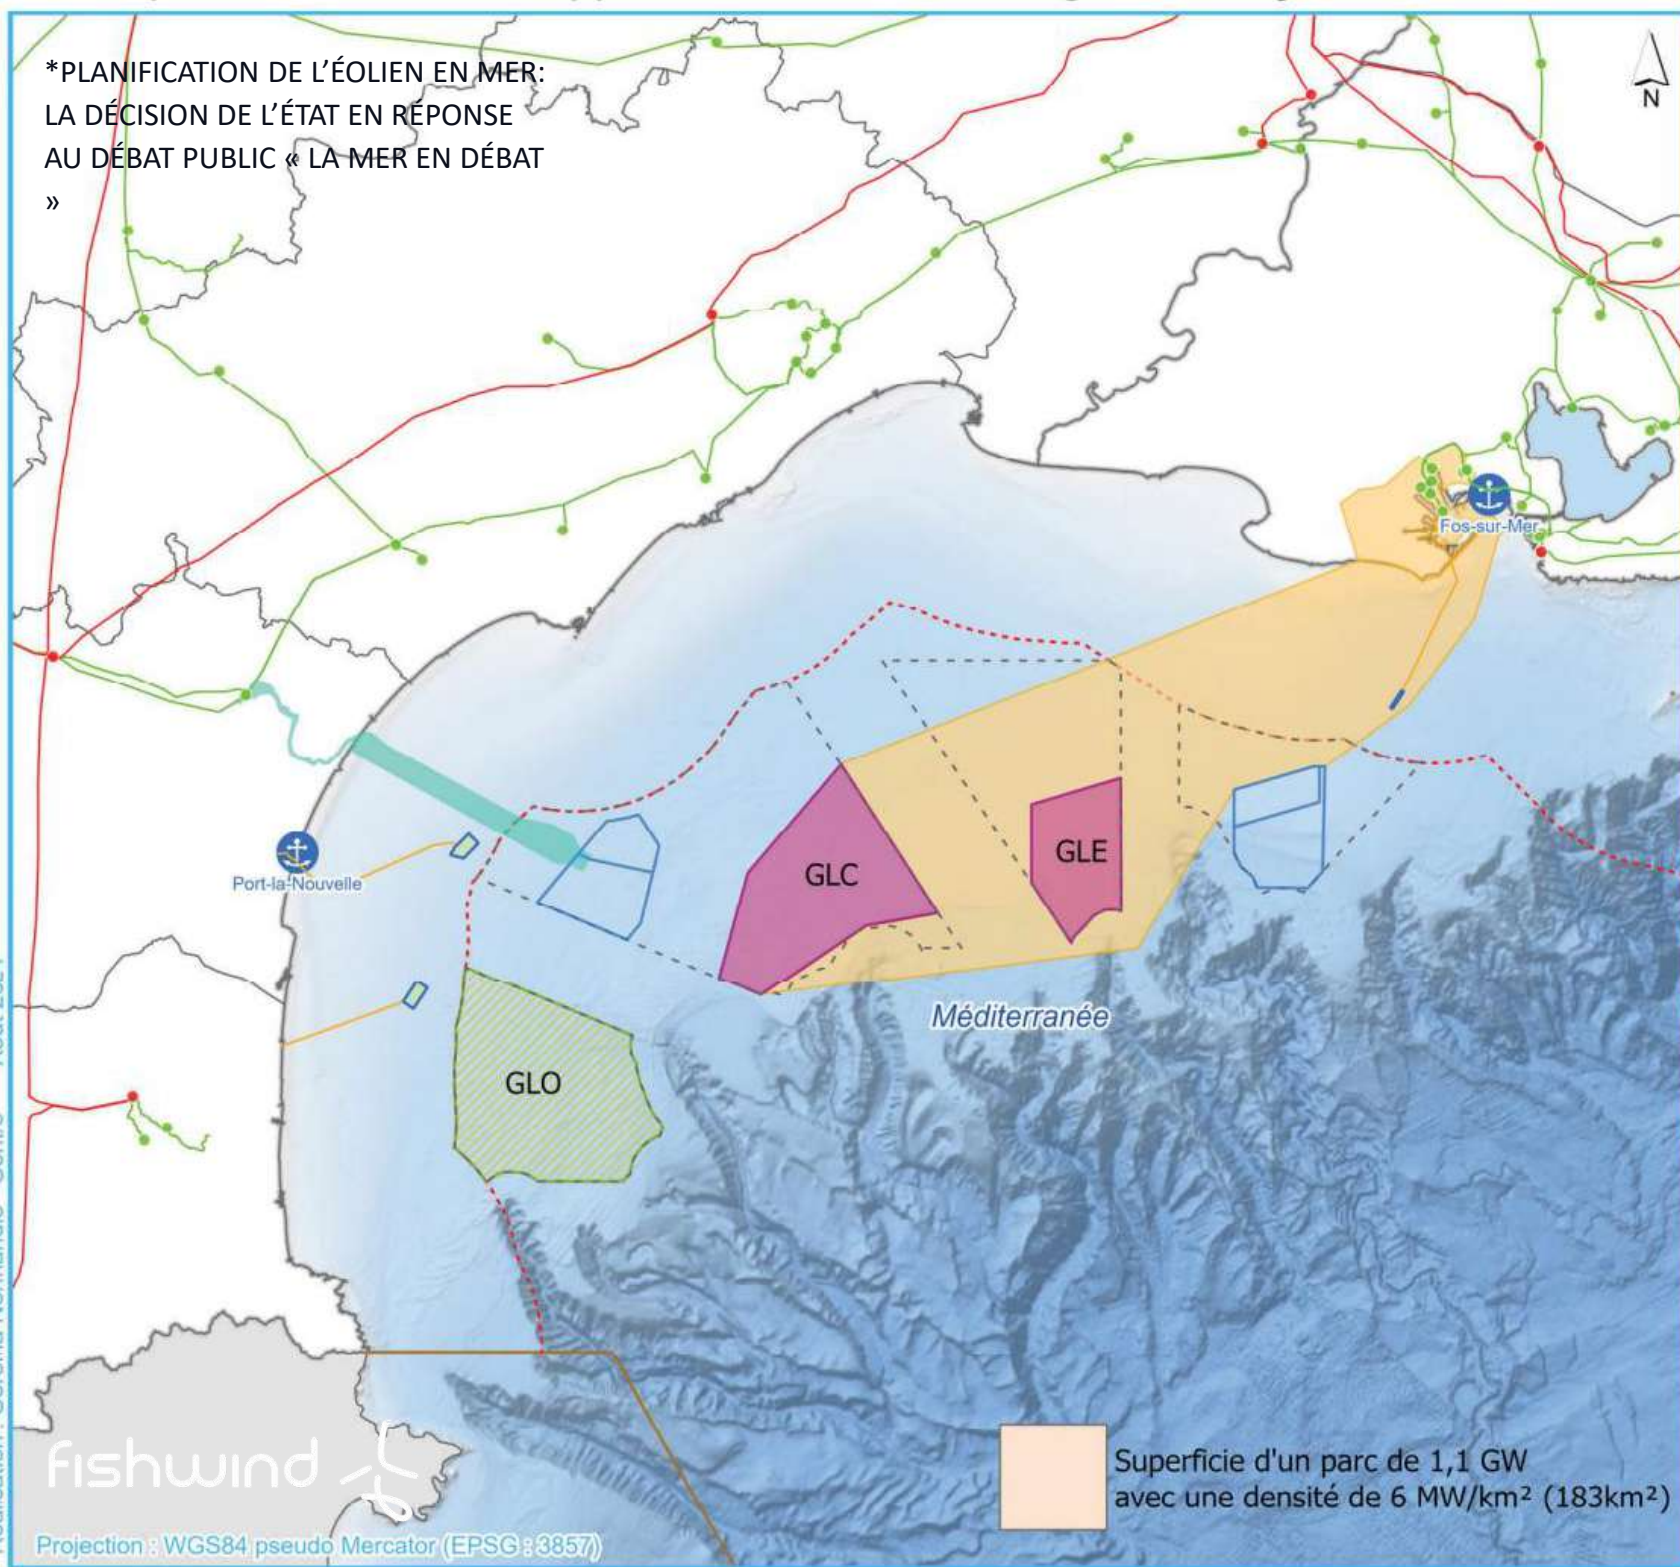 *PLANIFICATION DE L'ÉOLIEN EN MER:
LA DÉCISION DE L'ÉTAT EN RÉPONSE
AU DÉBAT PUBLIC « LA MER EN DÉBAT
»
N
Fos-sur-Mer
Port-la-Nouvelle
GLC
GLE
GLO
Méditerranée
fishwind
Superficie d'un parc de 1,1 GW
avec une densité de 6 MW/km² (183km²)
Projection : WGS84 pseudo Mercator (EPSG : 3857)